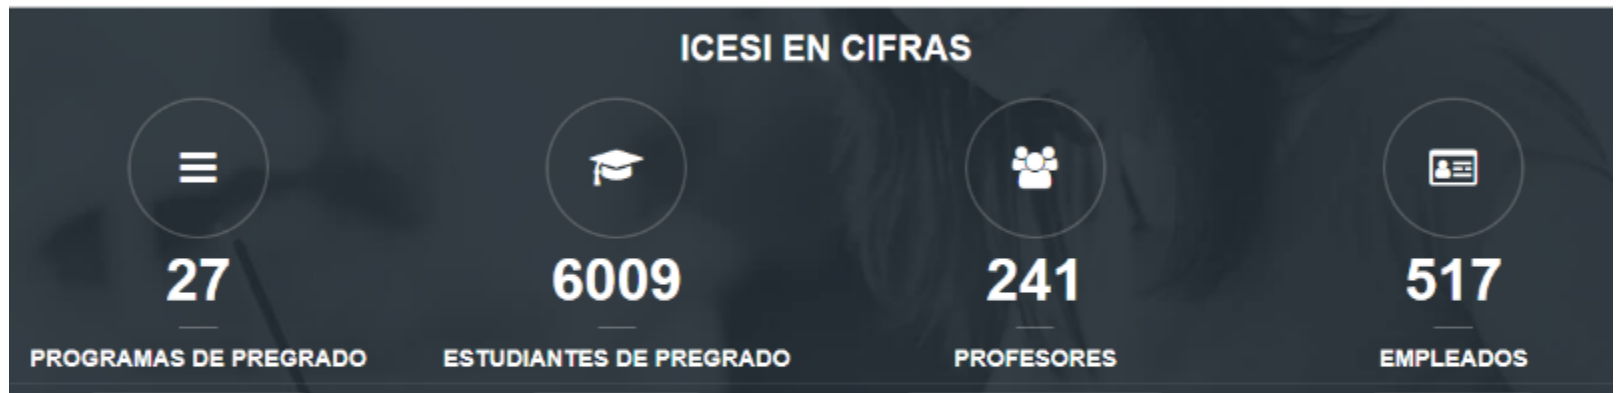 ICESI EN CIFRAS
27
6009
241
517
PROGRAMAS DE PREGRADO
ESTUDIANTES DE PREGRADO
PROFESORES
EMPLEADOS